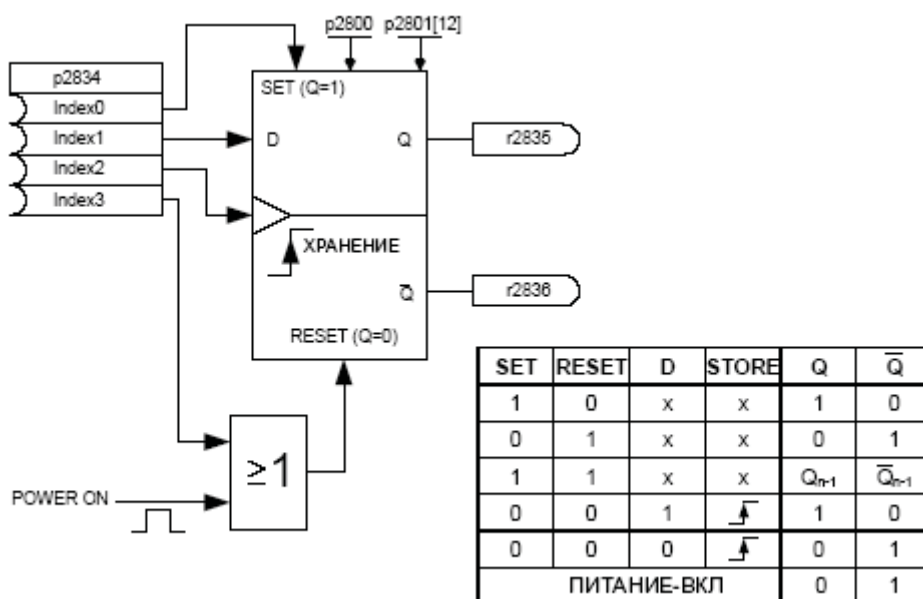 p2800 p2801[12]
p2834
Index0
Index1
Index2
Index3
SET (Q=1)
D Q
ХРАНЕНИЕ
Q̅
RESET (Q=0)
r2835
r2836
≥1
POWER ON
SET RESET D STORE Q Q̅
1 0 x x 1 0
0 1 x x 0 1
1 1 x x Qn-1 Q̅n-1
0 0 1 1 0
0 0 0 0 1
ПИТАНИЕ-ВКЛ 0 1